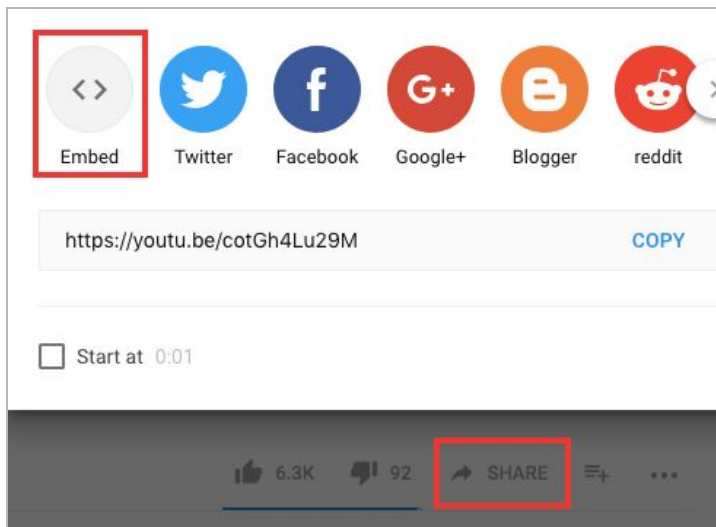 Embed Twitter Facebook Google+ Blogger reddit
https://youtu.be/cotGh4Lu29M COPY
Start at 0:01
6.3K 92 SHARE